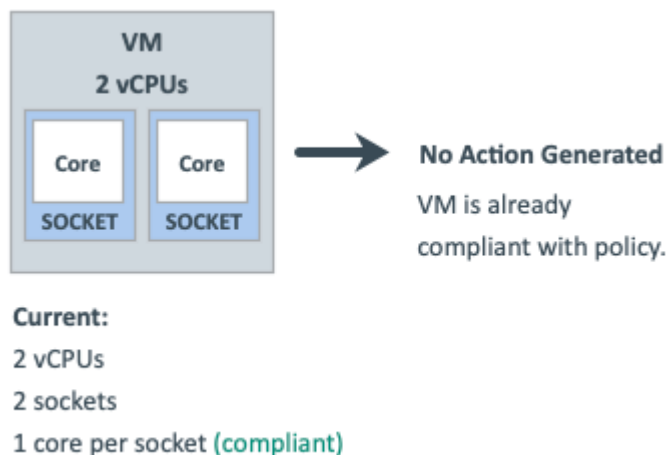 VM
2 vCPUs
Core
Core
SOCKET
SOCKET
No Action Generated
VM is already
compliant with policy.
Current:
2 vCPUs
2 sockets
1 core per socket (compliant)